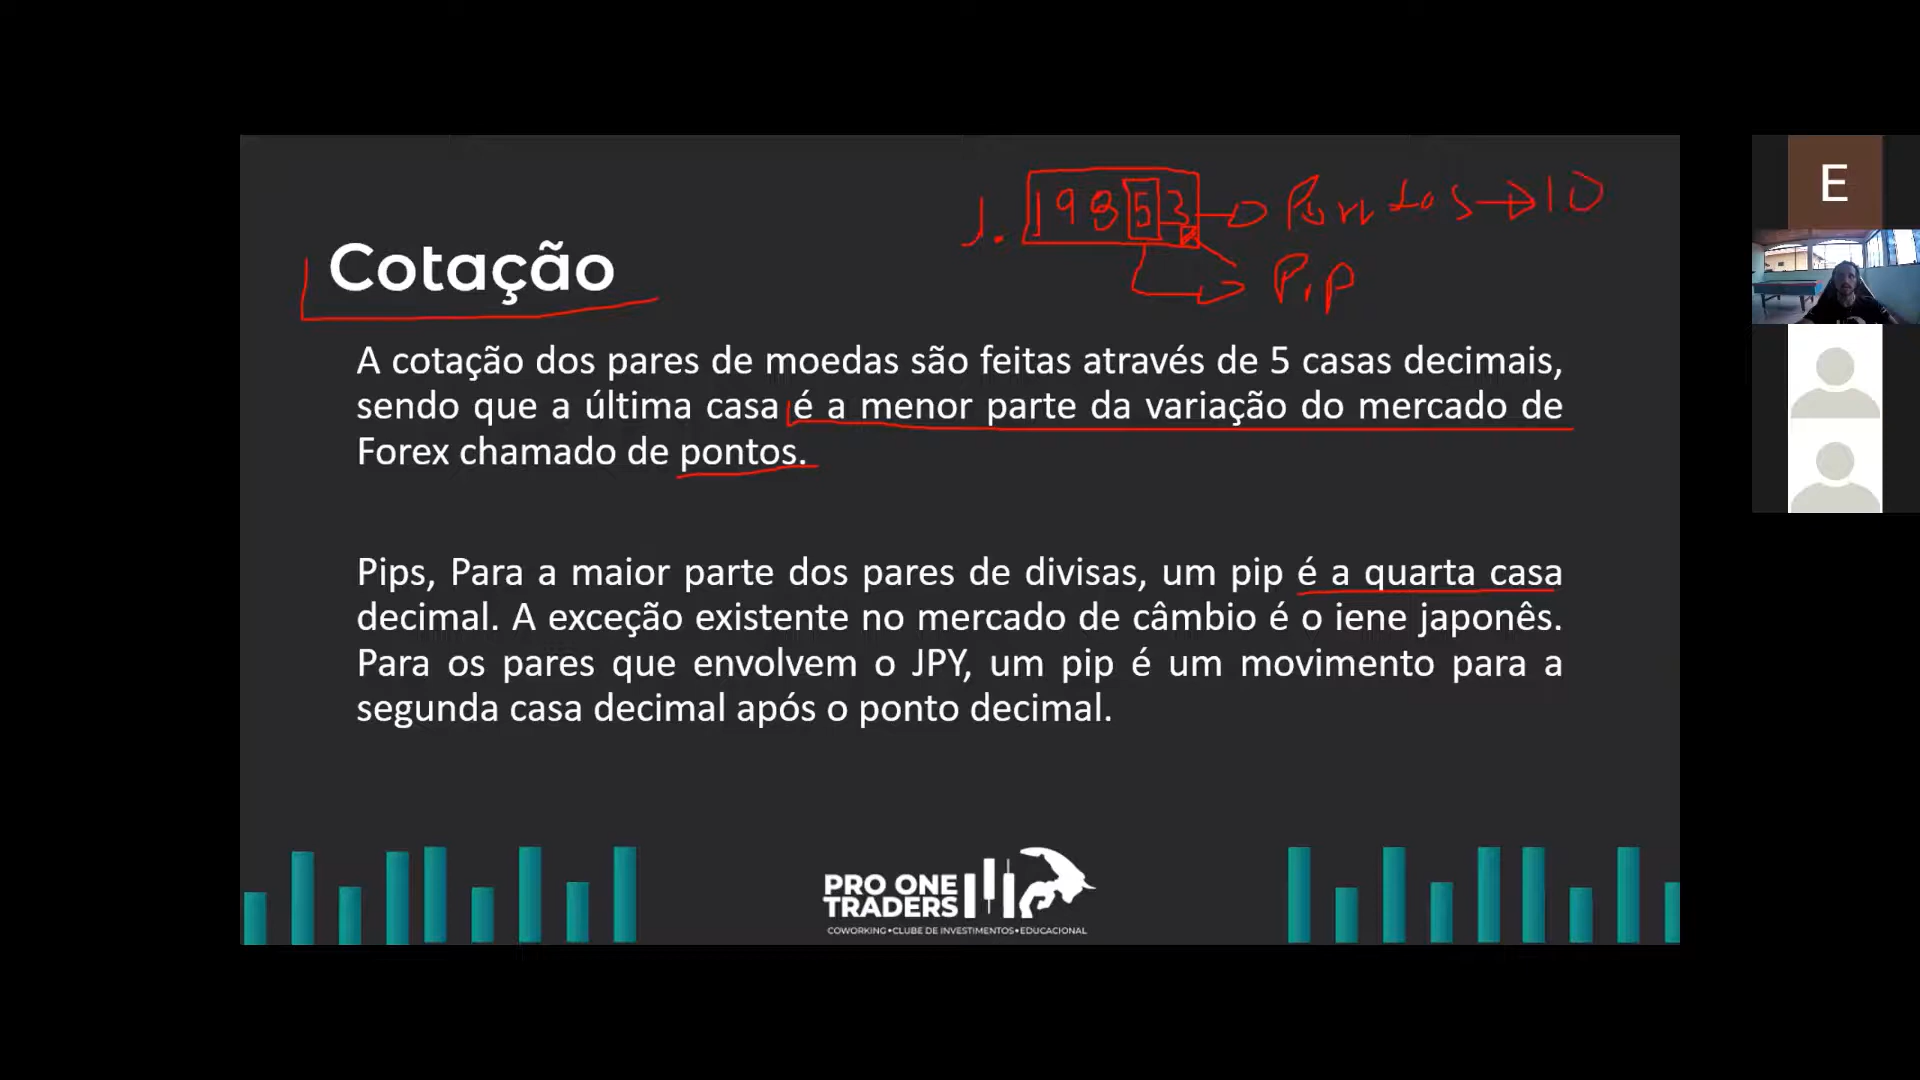 1.19853 → Pontos → 10
Pip
Cotação
A cotação dos pares de moedas são feitas através de 5 casas decimais,
sendo que a última casa é a menor parte da variação do mercado de
Forex chamado de pontos.
Pips, Para a maior parte dos pares de divisas, um pip é a quarta casa
decimal. A exceção existente no mercado de câmbio é o iene japonês.
Para os pares que envolvem o JPY, um pip é um movimento para a
segunda casa decimal após o ponto decimal.
PRO ONE
TRADERS
COWORKING•CLUBE DE INVESTIMENTOS•EDUCACIONAL
E